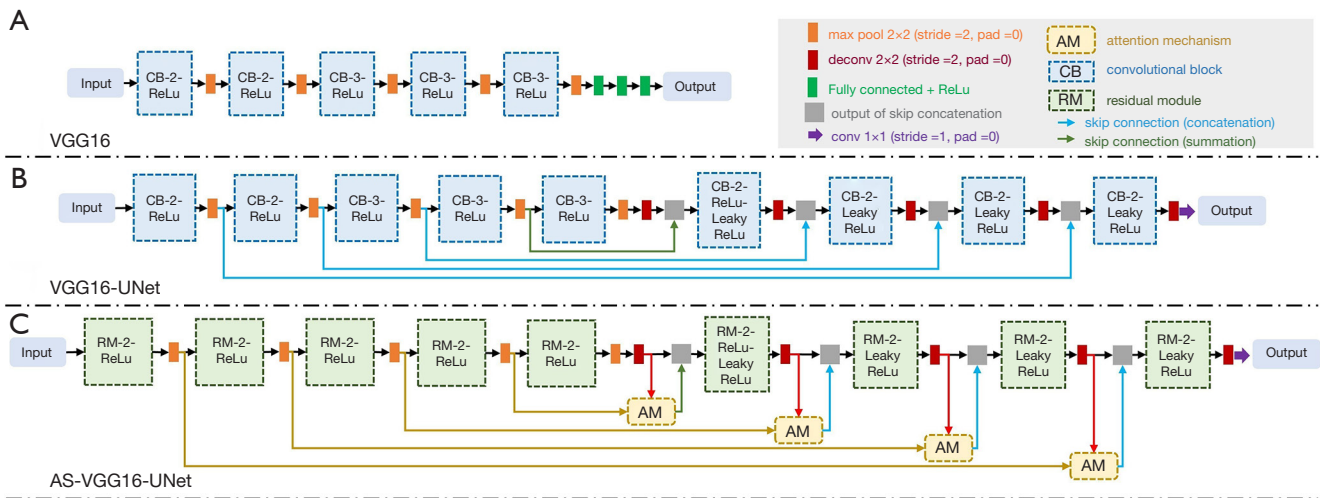 A
Input
CB-2-
ReLu
CB-2-
ReLu
CB-3-
ReLu
CB-3-
ReLu
CB-3-
ReLu
Output
VGG16
max pool 2×2 (stride =2, pad =0)
deconv 2×2 (stride =2, pad =0)
Fully connected + ReLu
output of skip concatenation
conv 1×1 (stride =1, pad =0)
AM
attention mechanism
CB
convolutional block
RM
residual module
skip connection (concatenation)
skip connection (summation)
B
Input
CB-2-
ReLu
CB-2-
ReLu
CB-3-
ReLu
CB-3-
ReLu
CB-3-
ReLu
CB-2-
ReLu-
Leaky
ReLu
CB-2-
Leaky
ReLu
CB-2-
Leaky
ReLu
CB-2-
Leaky
ReLu
Output
VGG16-UNet
C
Input
RM-2-
ReLu
RM-2-
ReLu
RM-2-
ReLu
RM-2-
ReLu
RM-2-
ReLu
RM-2-
ReLu-
Leaky
ReLu
RM-2-
Leaky
ReLu
RM-2-
Leaky
ReLu
RM-2-
Leaky
ReLu
Output
AM
AM
AM
AM
AS-VGG16-UNet